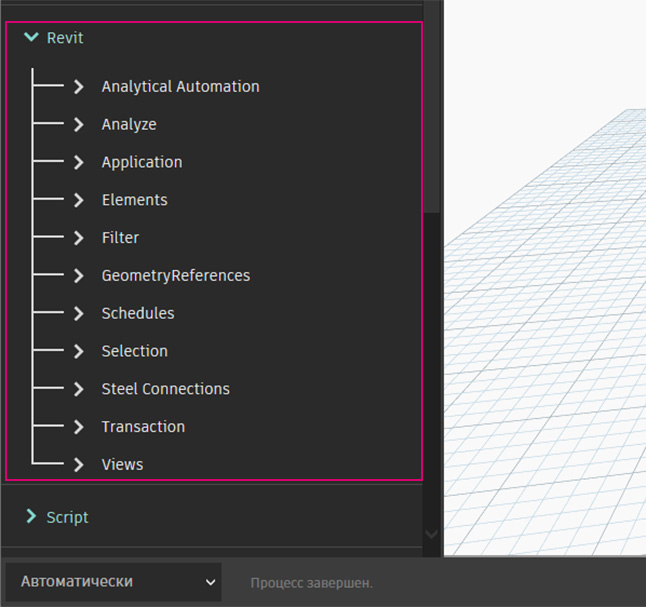 Revit
Analytical Automation
Analyze
Application
Elements
Filter
GeometryReferences
Schedules
Selection
Steel Connections
Transaction
Views
Script
Автоматически
Процесс завершен.